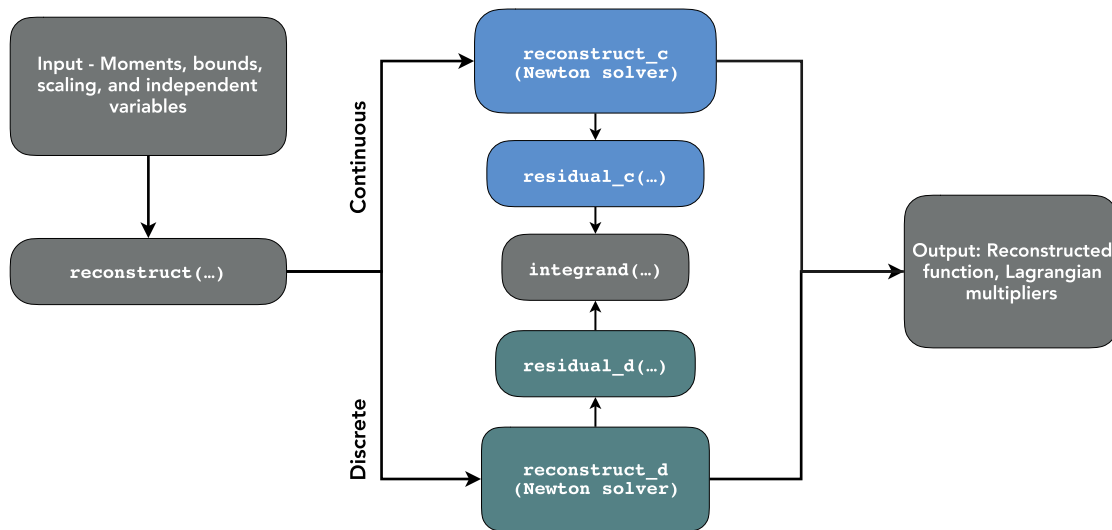 Input - Moments, bounds,
scaling, and independent
variables
reconstruct(…)
Continuous
Discrete
reconstruct_c
(Newton solver)
residual_c(…)
integrand(…)
residual_d(…)
reconstruct_d
(Newton solver)
Output: Reconstructed
function, Lagrangian
multipliers